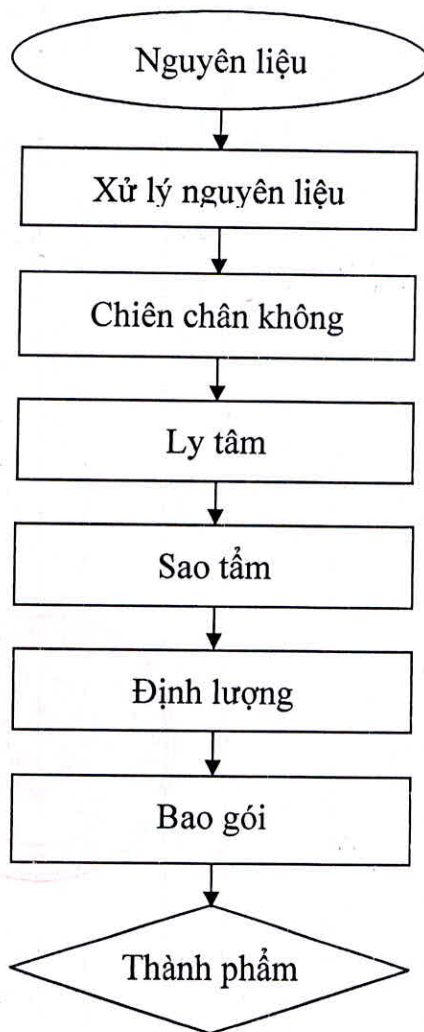 Nguyên liệu
Xử lý nguyên liệu
Chiên chân không
Ly tâm
Sao tẩm
Định lượng
Bao gói
Thành phẩm